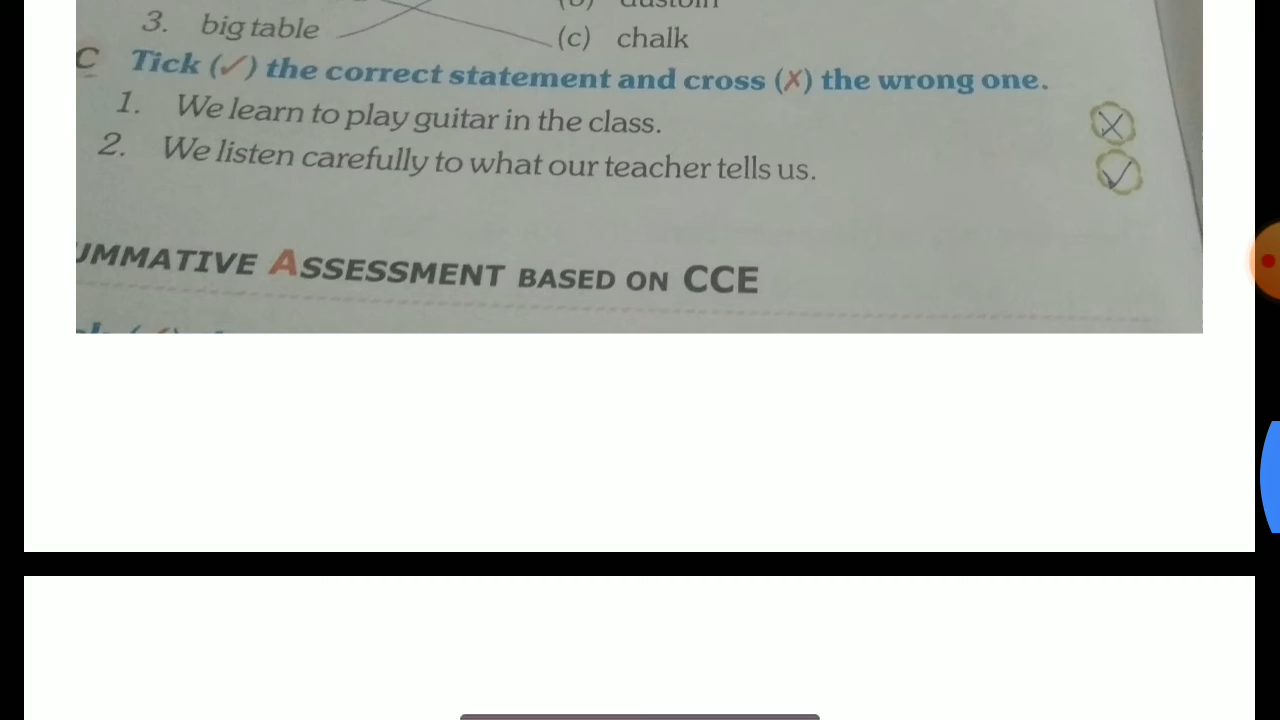 3. big table
(c) chalk
C Tick (✓) the correct statement and cross (✗) the wrong one.
1. We learn to play guitar in the class. ✗
2. We listen carefully to what our teacher tells us. ✓
UMMATIVE ASSESSMENT BASED ON CCE